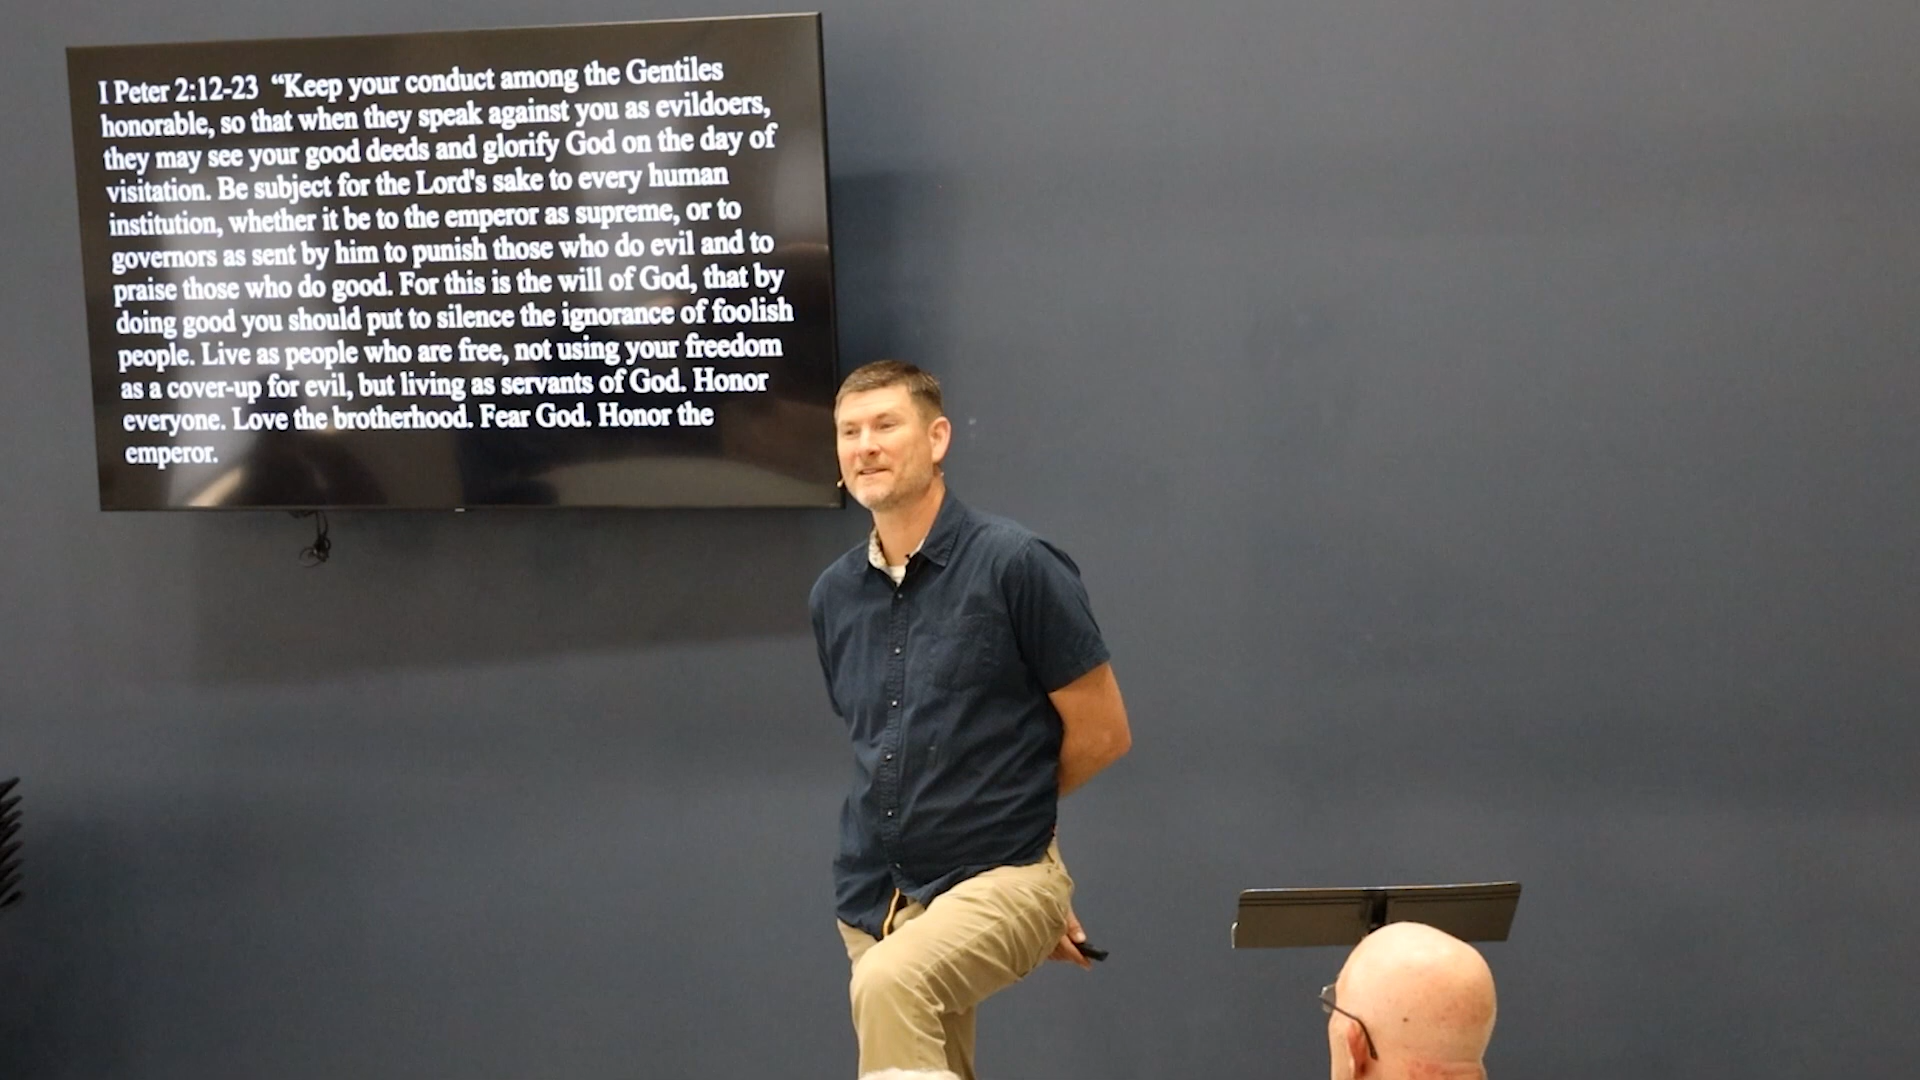 I Peter 2:12-23 “Keep your conduct among the Gentiles
honorable, so that when they speak against you as evildoers,
they may see your good deeds and glorify God on the day of
visitation. Be subject for the Lord's sake to every human
institution, whether it be to the emperor as supreme, or to
governors as sent by him to punish those who do evil and to
praise those who do good. For this is the will of God, that by
doing good you should put to silence the ignorance of foolish
people. Live as people who are free, not using your freedom
as a cover-up for evil, but living as servants of God. Honor
everyone. Love the brotherhood. Fear God. Honor the
emperor.